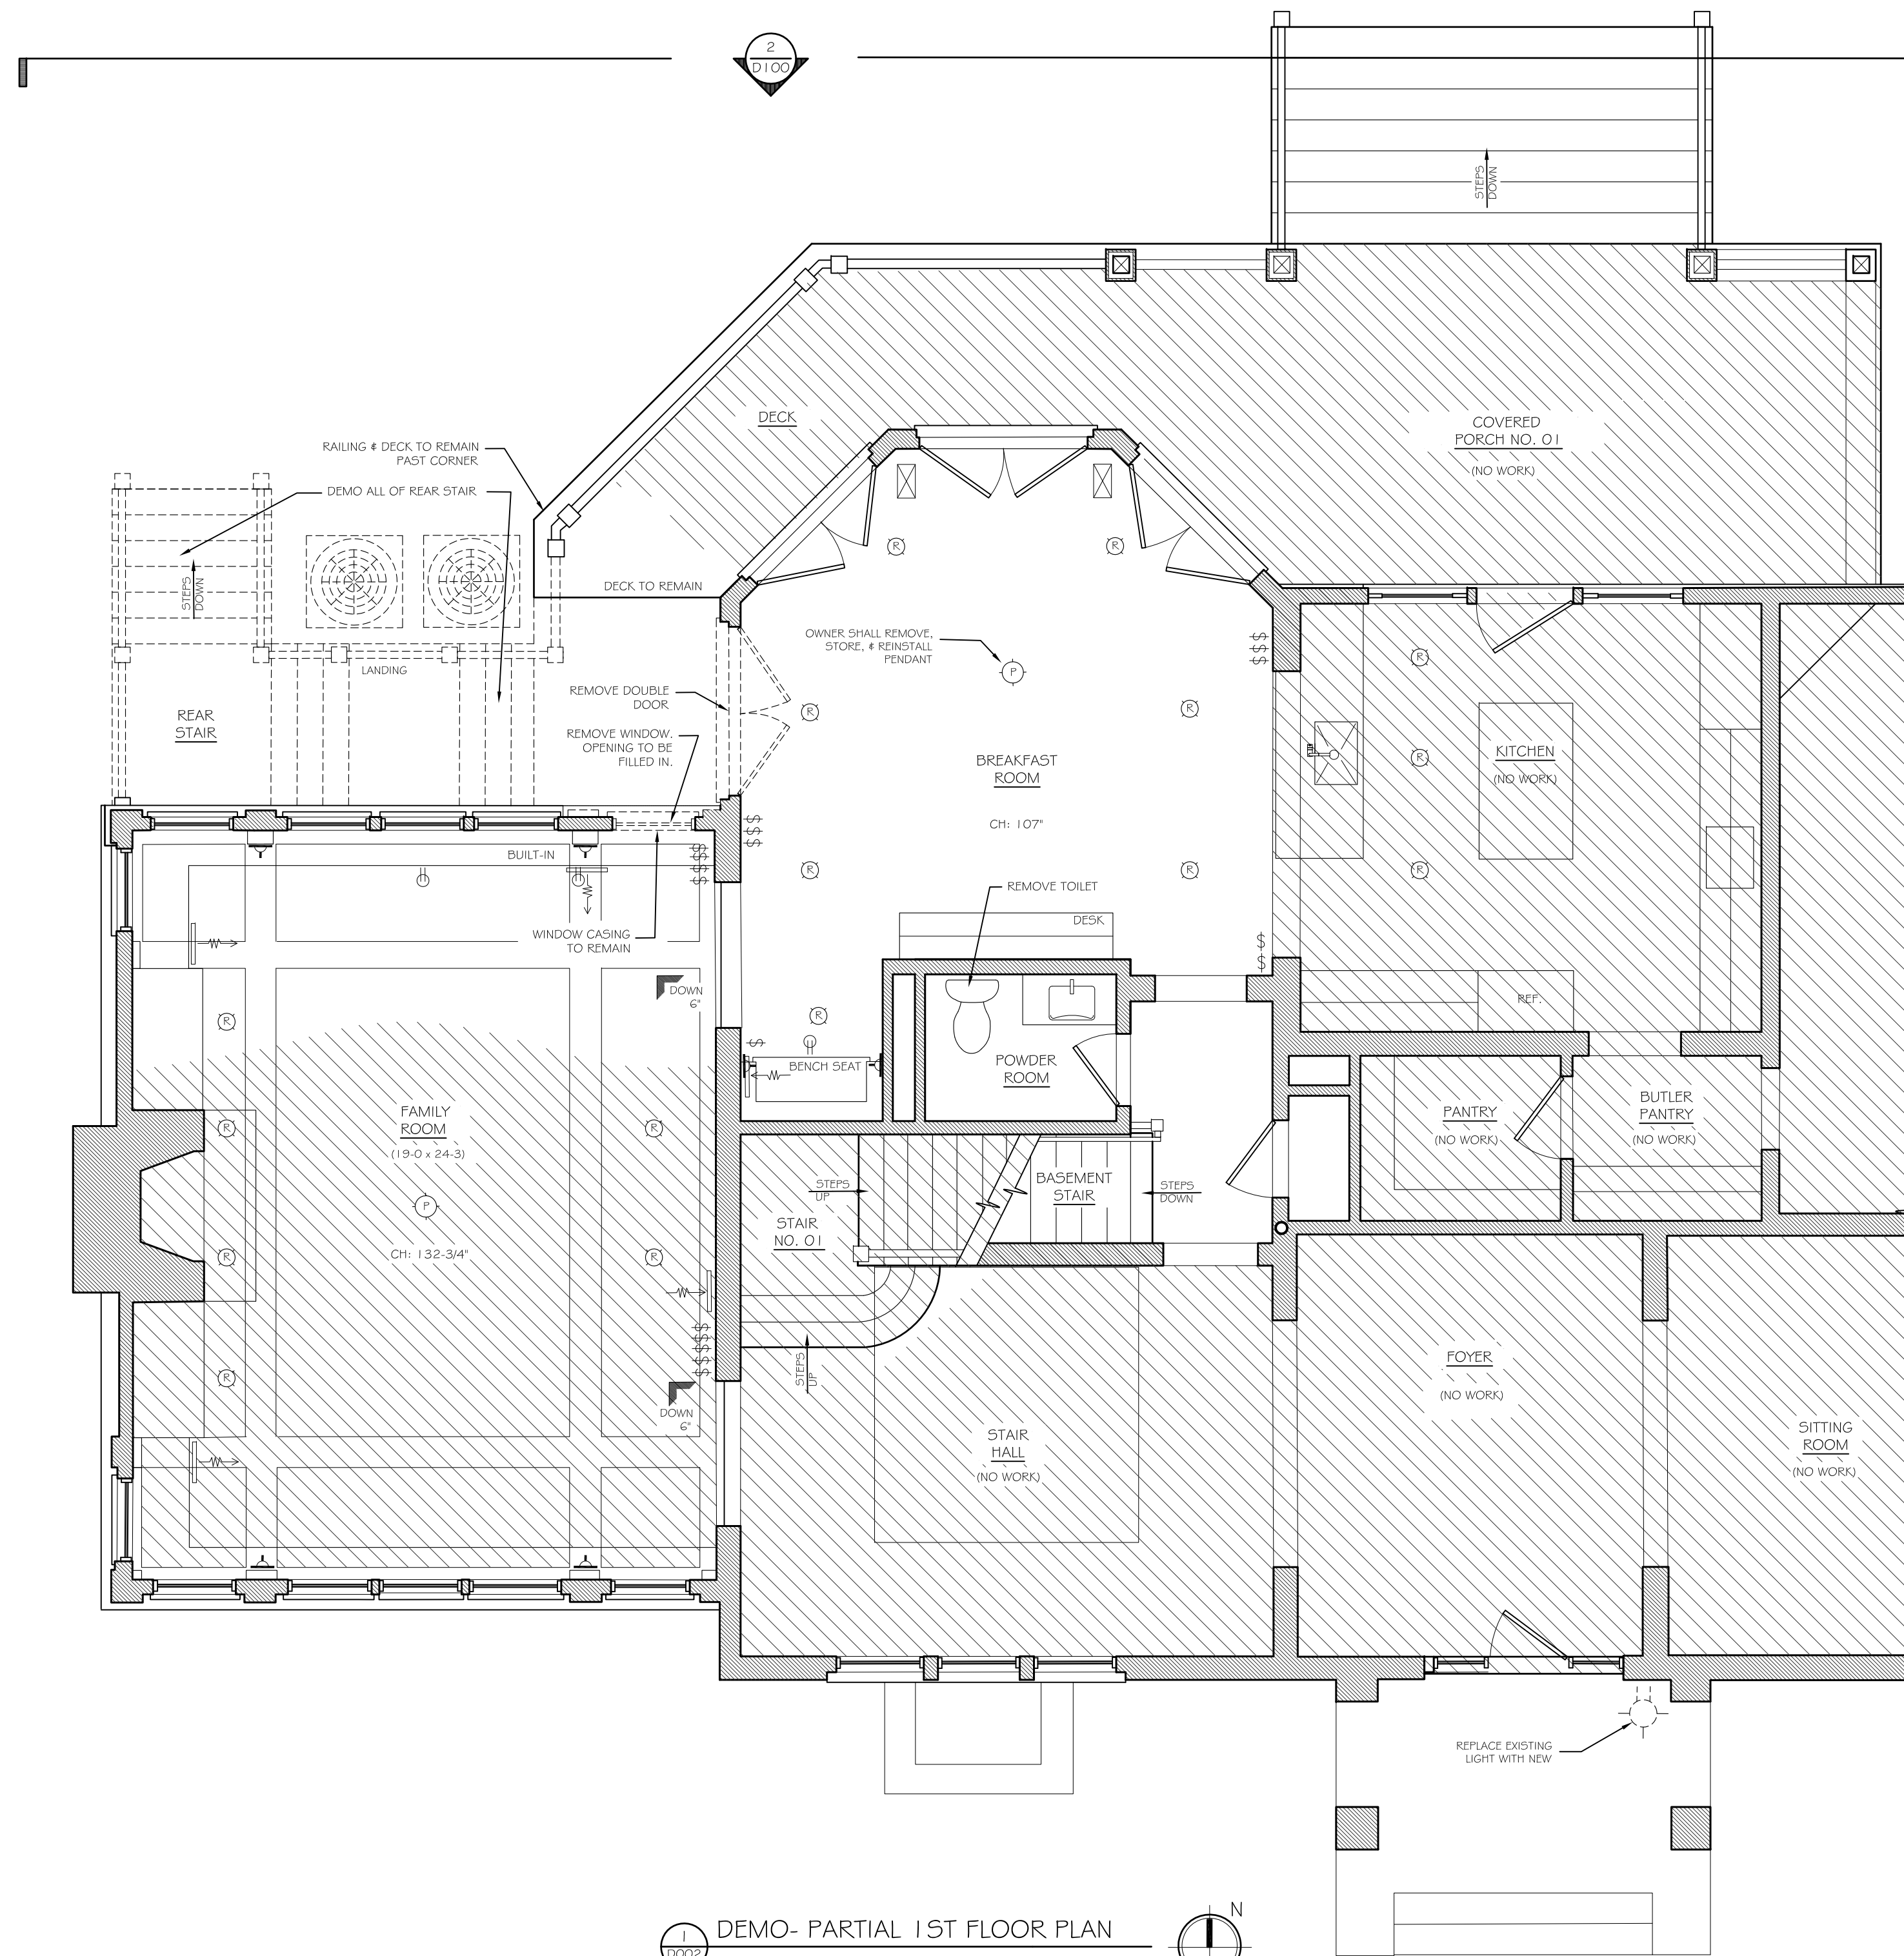 2
D100
STEPS
DOWN
DECK
COVERED
PORCH NO. 01
(NO WORK)
RAILING & DECK TO REMAIN
PAST CORNER
DEMO ALL OF REAR STAIR
STEPS
DOWN
DECK TO REMAIN
R
R
OWNER SHALL REMOVE,
STORE, & REINSTALL
PENDANT
P
S S S
R
LANDING
REMOVE DOUBLE
DOOR
REAR
STAIR
REMOVE WINDOW.
OPENING TO BE
FILLED IN.
R
R
BREAKFAST
ROOM
CH: 107"
KITCHEN
(NO WORK)
R
S S S
BUILT-IN
S S S S
R
R
R
REMOVE TOILET
DESK
WINDOW CASING
TO REMAIN
S S
DOWN
6"
REF.
R
R
S
BENCH SEAT
POWDER
ROOM
FAMILY
ROOM
(19-0 x 24-3)
R
R
PANTRY
(NO WORK)
BUTLER
PANTRY
(NO WORK)
P
STEPS
UP
BASEMENT
STAIR
STEPS
DOWN
STAIR
NO. 01
CH: 132-3/4"
R
R
S S S S S
STEPS
UP
FOYER
(NO WORK)
R
DOWN
6"
STAIR
HALL
(NO WORK)
SITTING
ROOM
(NO WORK)
REPLACE EXISTING
LIGHT WITH NEW
1
D002
DEMO- PARTIAL 1ST FLOOR PLAN
N